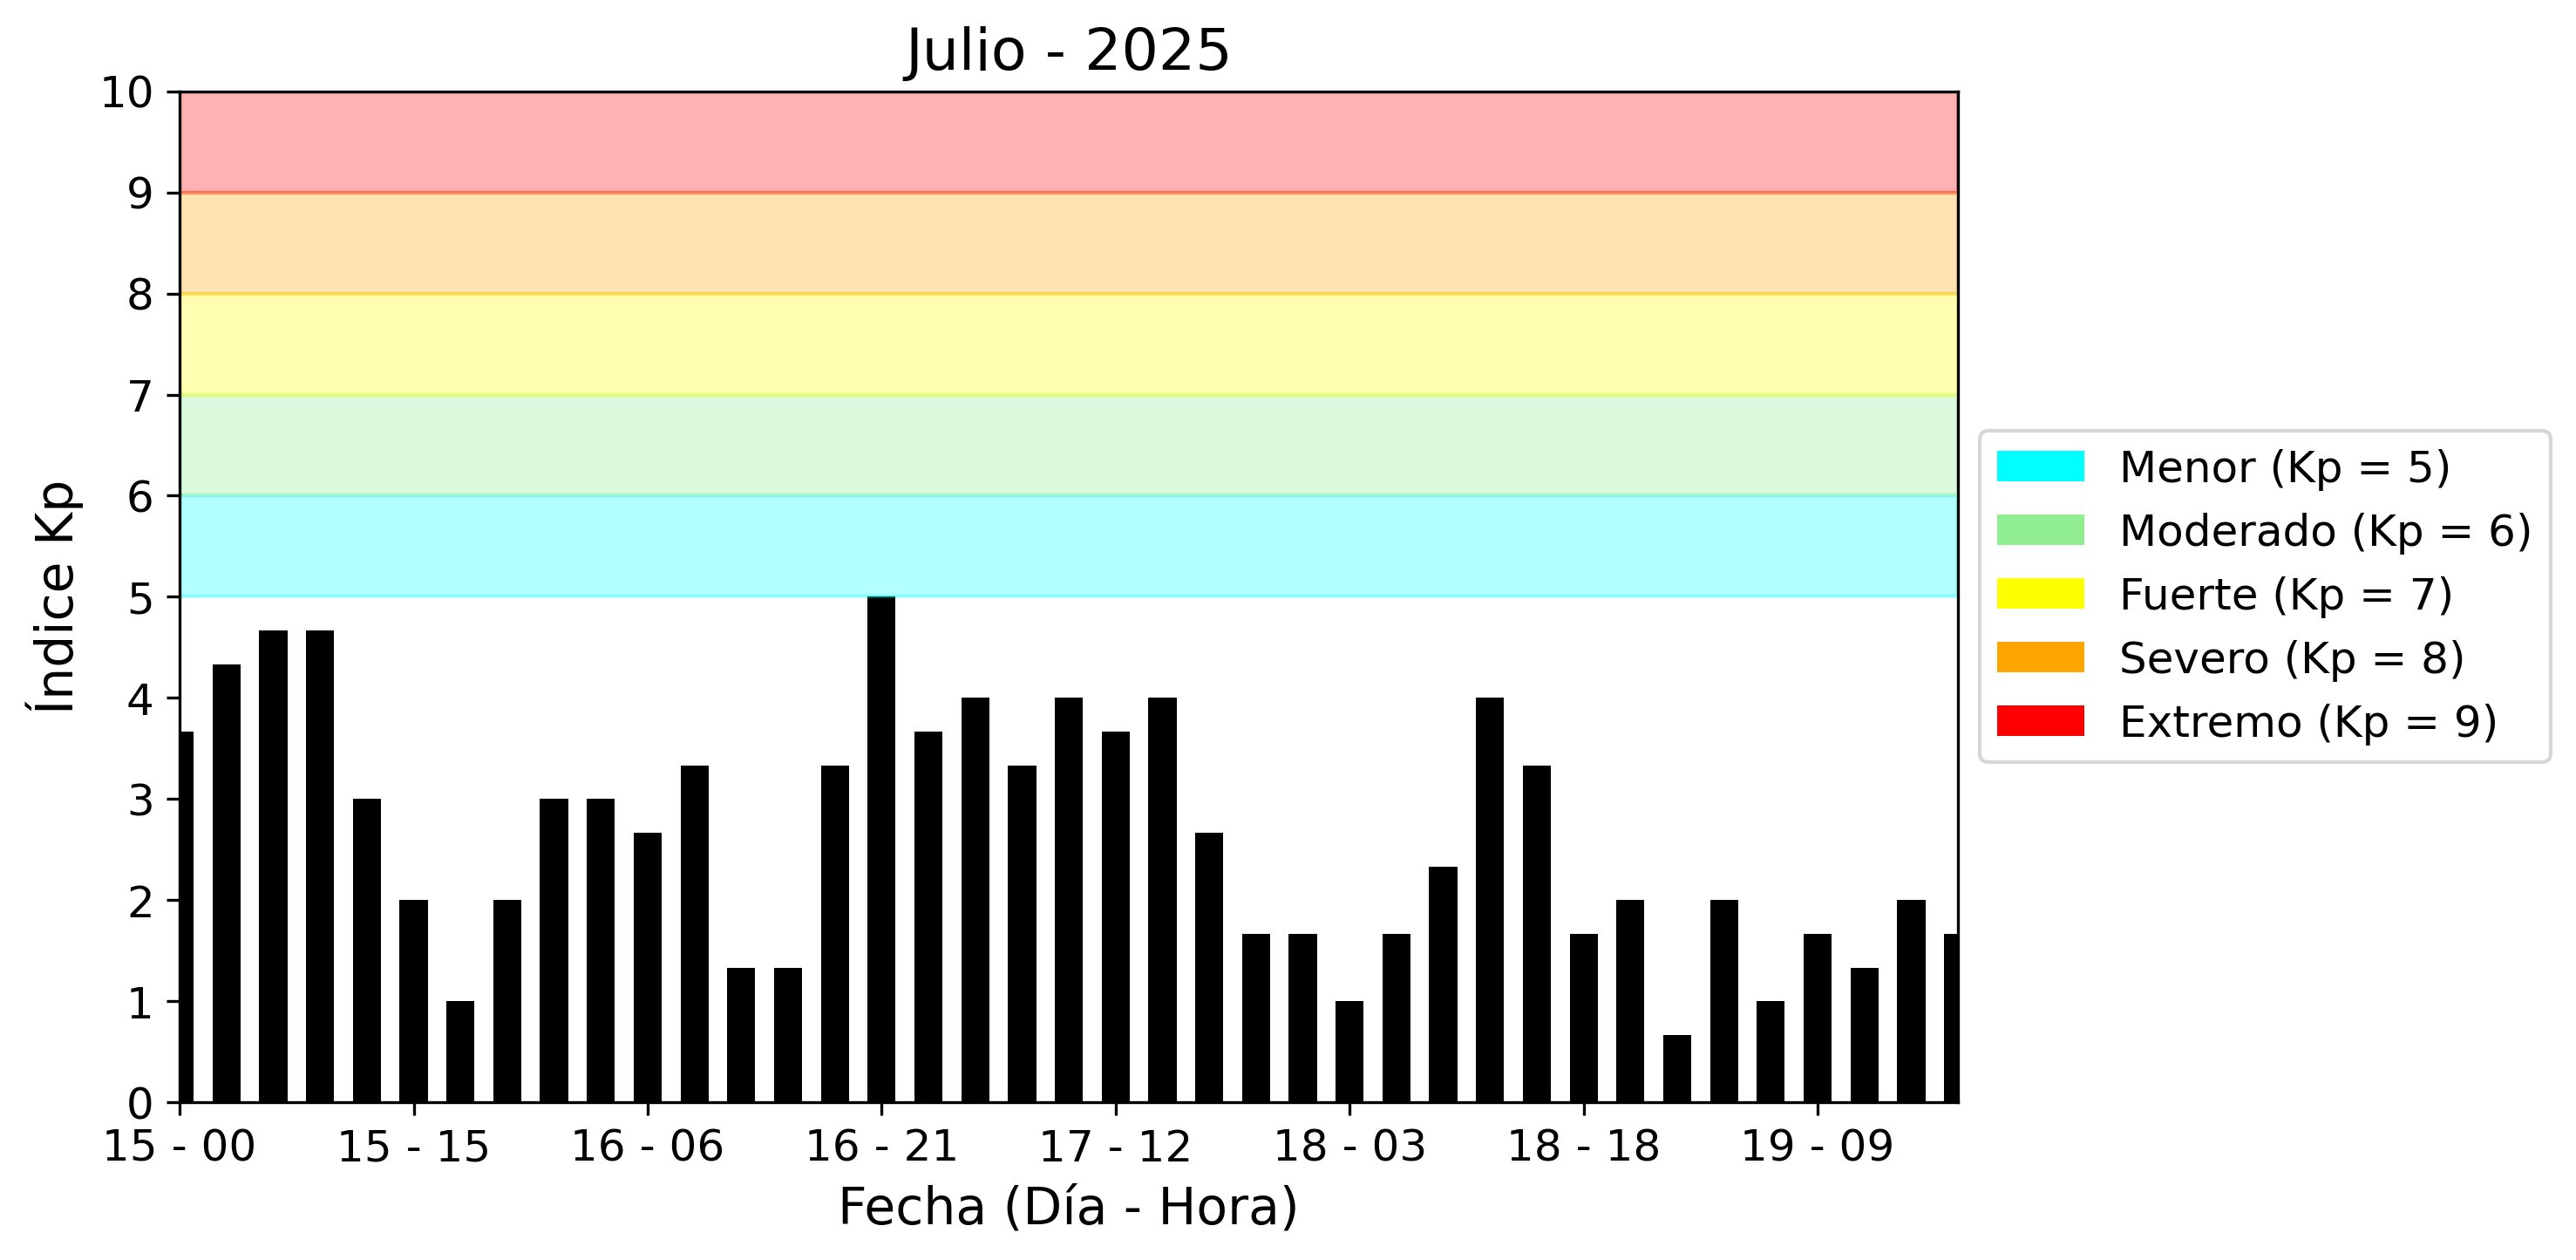 Julio - 2025
10
9
8
7
6
5
4
3
2
1
0
Índice Kp
15 - 00 15 - 15 16 - 06 16 - 21 17 - 12 18 - 03 18 - 18 19 - 09
Fecha (Día - Hora)
Menor (Kp = 5)
Moderado (Kp = 6)
Fuerte (Kp = 7)
Severo (Kp = 8)
Extremo (Kp = 9)